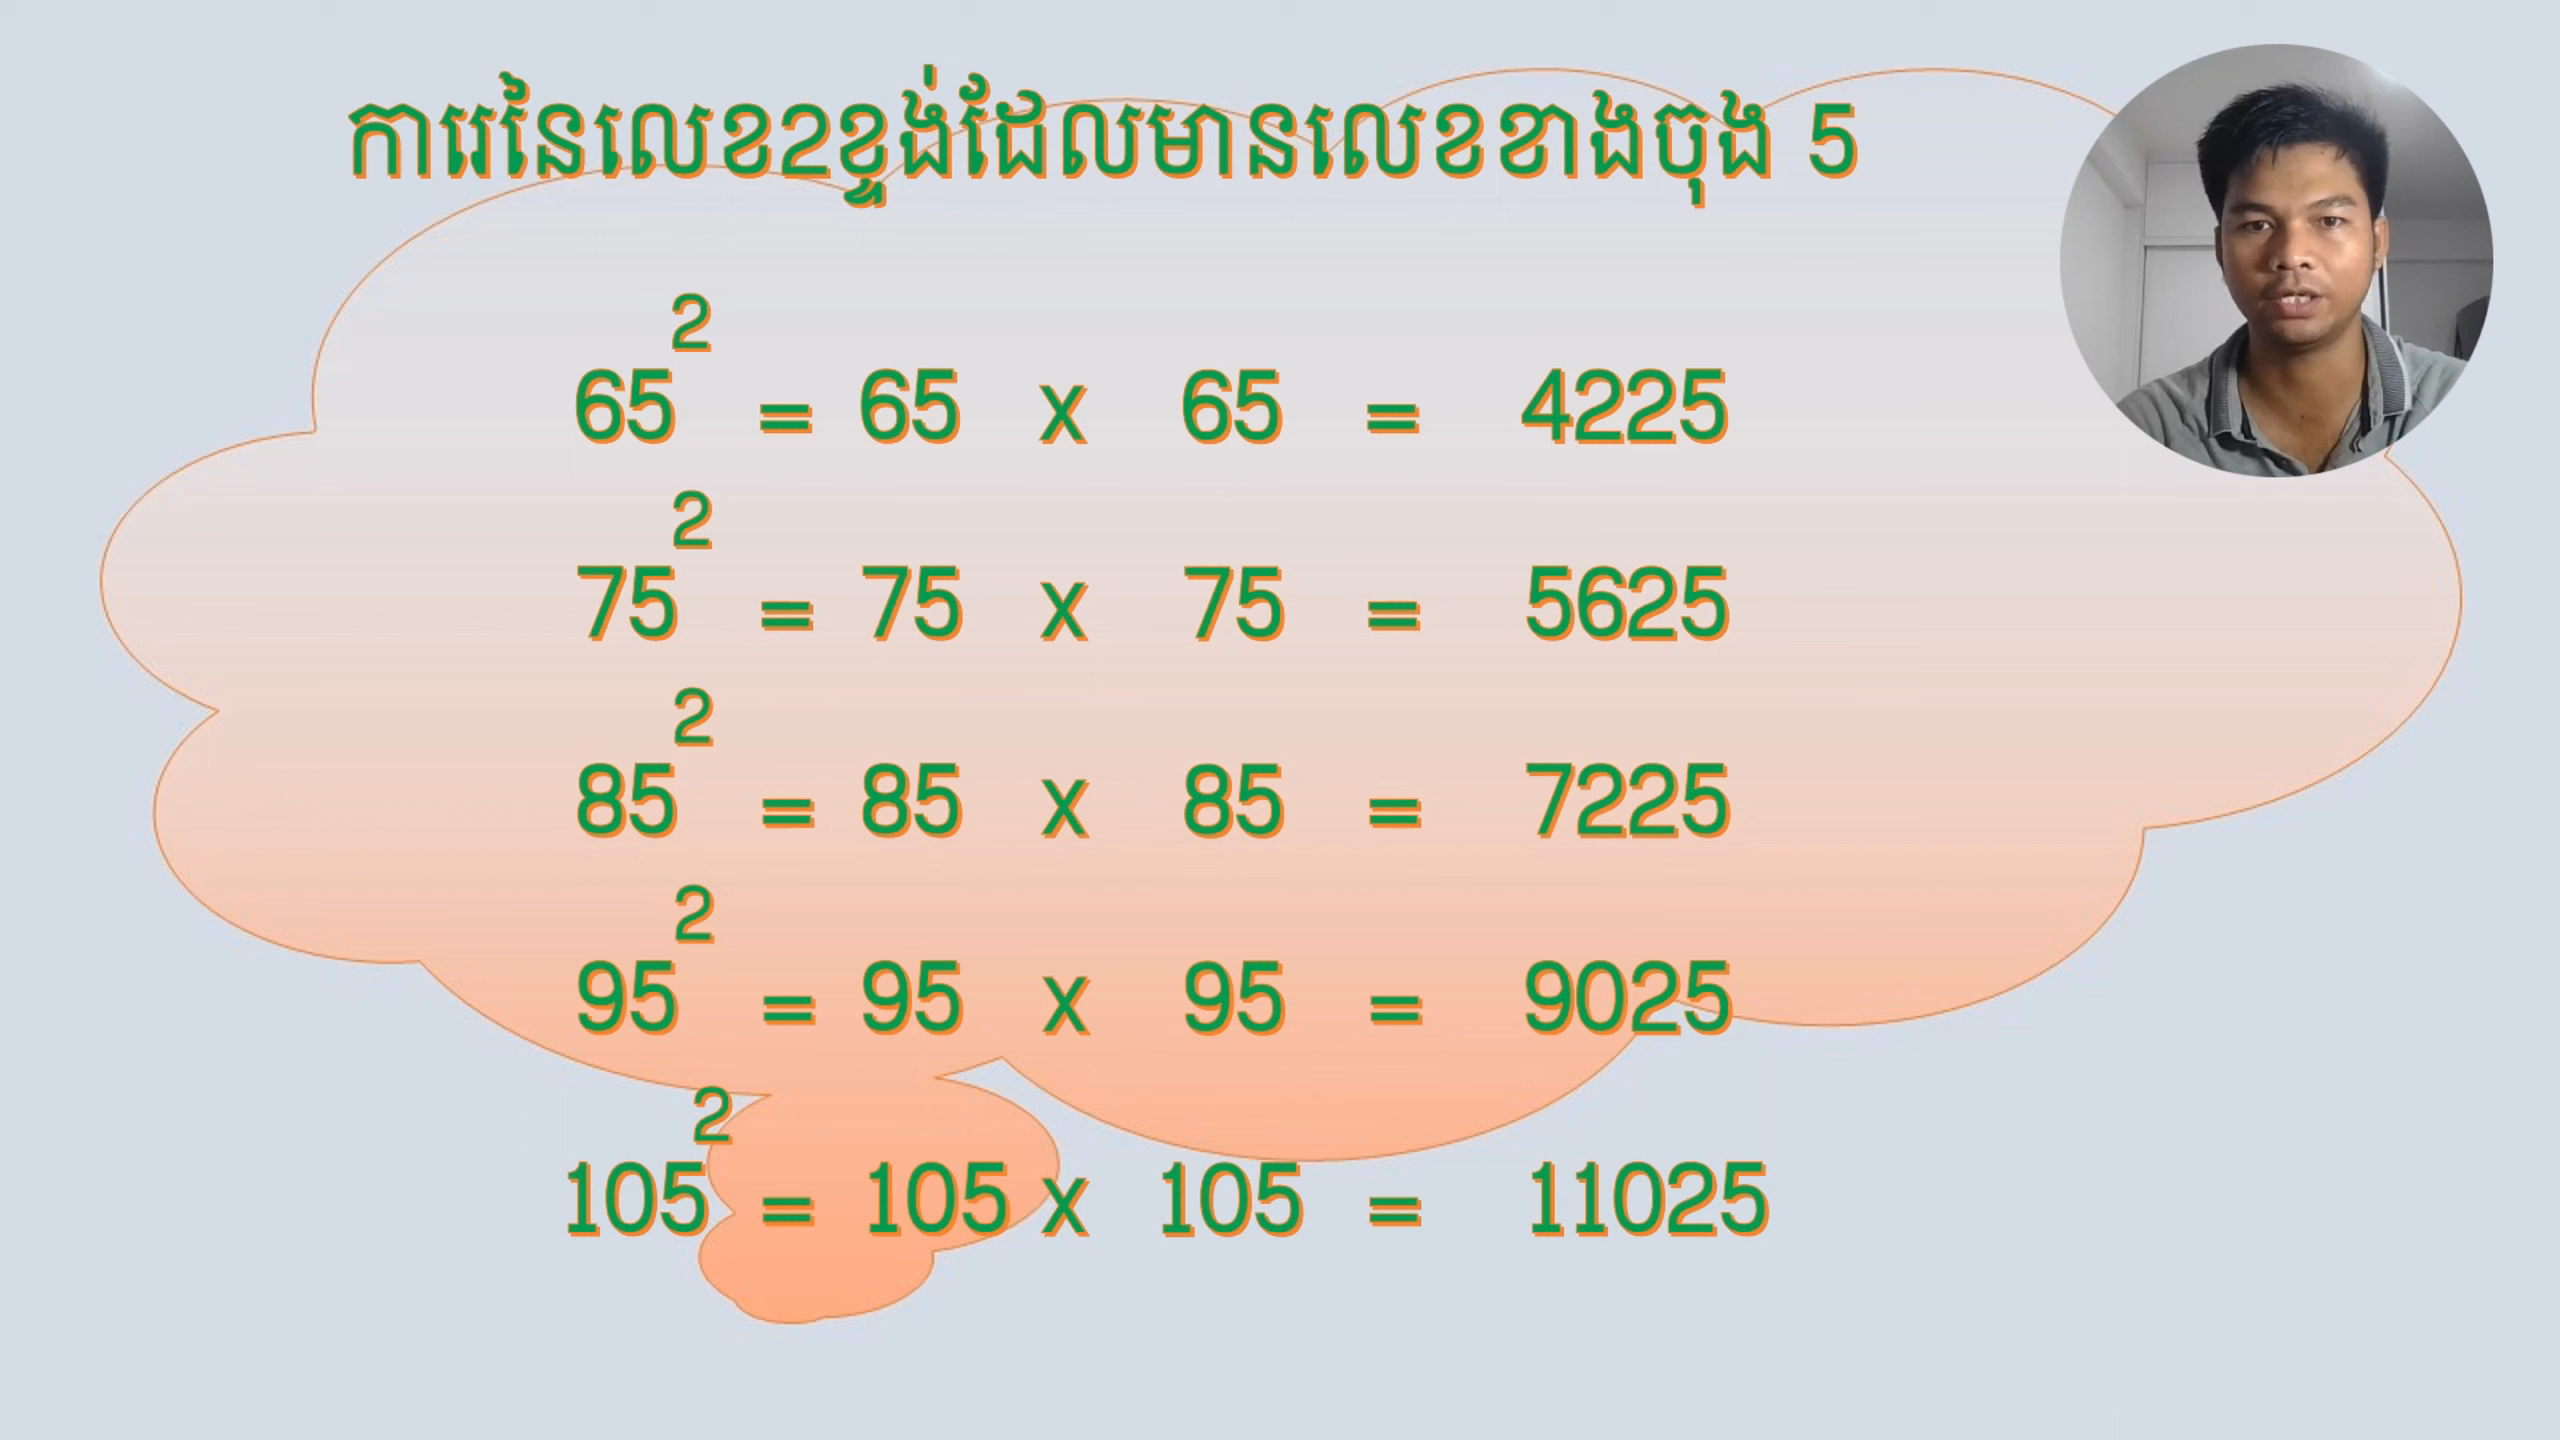 ការេនៃលេខ2ខ្ទង់ដែលមានលេខខាងចុង 5
65² = 65 x 65 = 4225
75² = 75 x 75 = 5625
85² = 85 x 85 = 7225
95² = 95 x 95 = 9025
105² = 105 x 105 = 11025